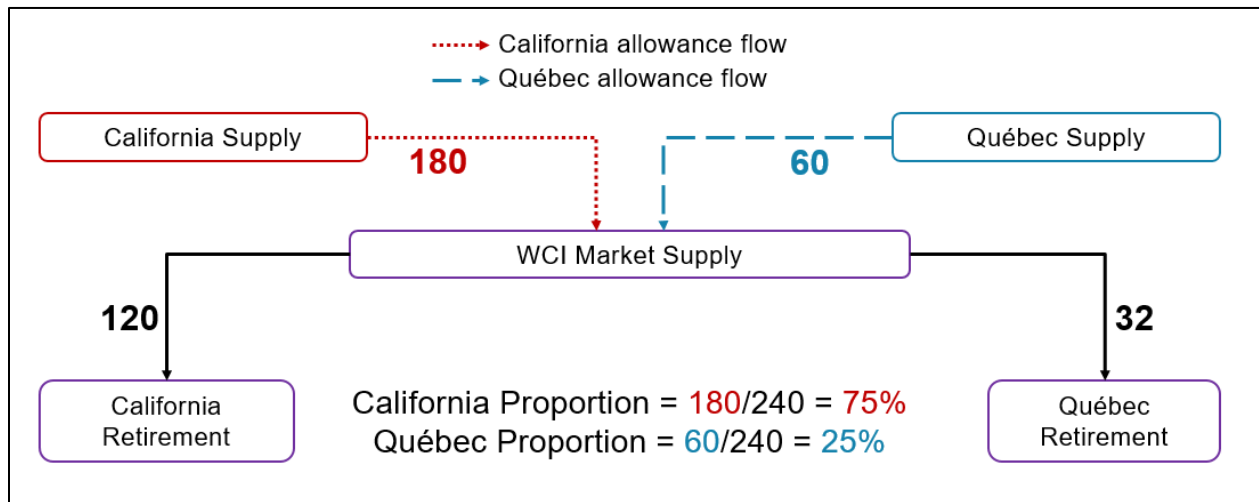 California allowance flow
Québec allowance flow
California Supply
Québec Supply
180
60
WCI Market Supply
120
32
California
Retirement
California Proportion = 180/240 = 75%
Québec Proportion = 60/240 = 25%
Québec
Retirement